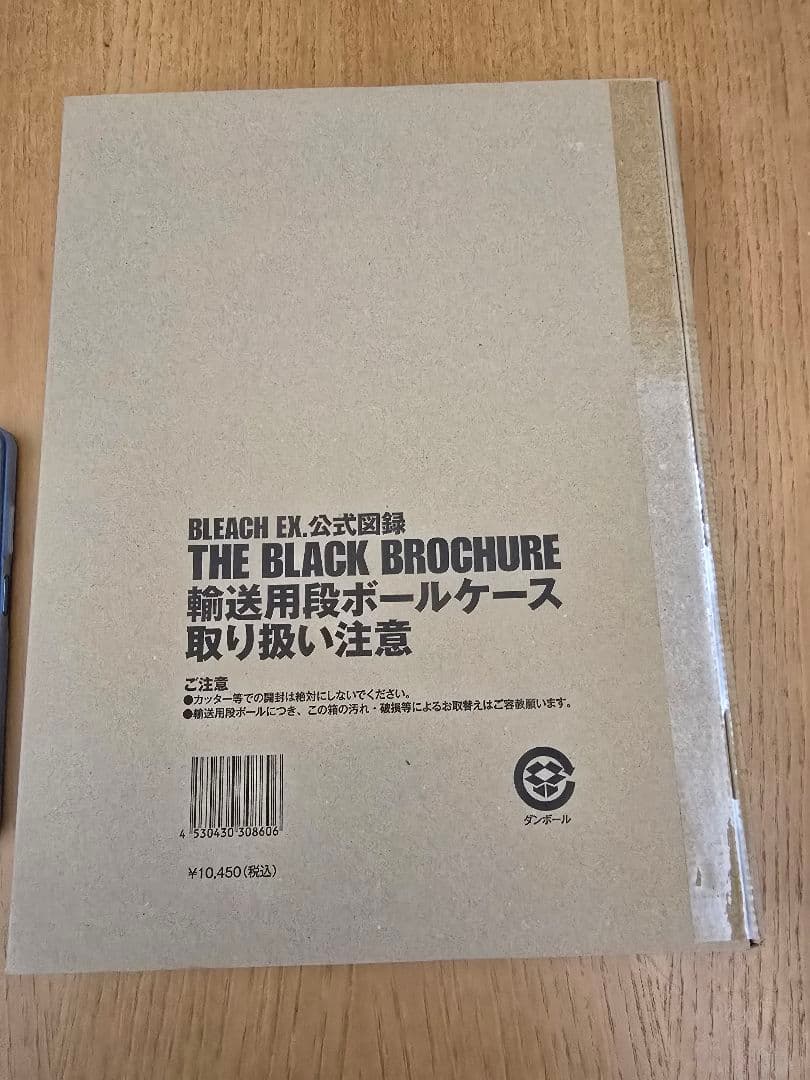 BLEACH EX.公式図録
THE BLACK BROCHURE
輸送用段ボールケース
取り扱い注意
ご注意
●カッター等での開封は絶対にしないでください。
●輸送用段ボールにつき、この箱の汚れ・破損等によるお取替えはご容赦願います。
4 530430 308606
ダンボール
¥10,450(税込)